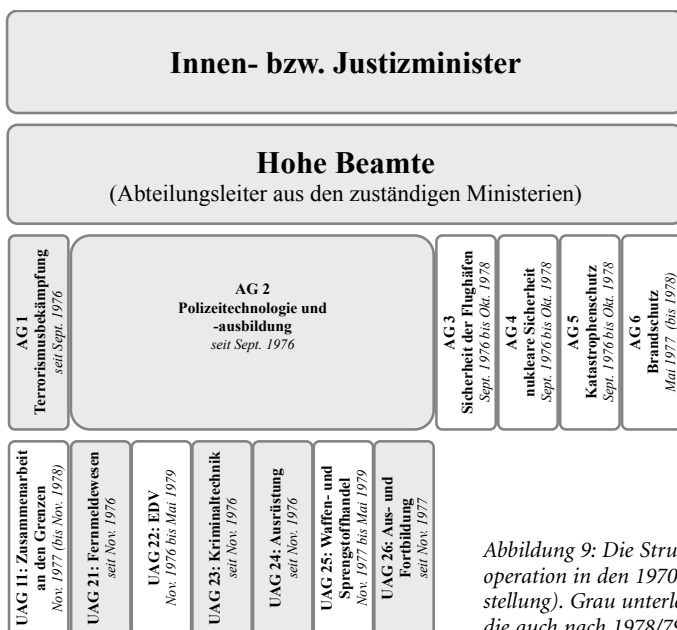 Innen- bzw. Justizminister
Hohe Beamte
(Abteilungsleiter aus den zuständigen Ministerien)
AG 1
Terrorismusbekämpfung
seit Sept. 1976
AG 2
Polizeitechnologie und
-ausbildung
seit Sept. 1976
AG 3
Sicherheit der Flughäfen
Sept. 1976 bis Okt. 1978
AG 4
nukleare Sicherheit
Sept. 1976 bis Okt. 1978
AG 5
Katastrophenschutz
Sept. 1976 bis Okt. 1978
AG 6
Brandschutz
Mai 1977 (bis 1978)
UAG 11: Zusammenarbeit
an den Grenzen
Nov. 1977 (bis Nov. 1978)
UAG 21: Fernmeldewesen
seit Nov. 1976
UAG 22: EDV
Nov. 1976 bis Mai 1979
UAG 23: Kriminaltechnik
seit Nov. 1976
UAG 24: Ausrüstung
seit Nov. 1976
UAG 25: Waffen- und
Sprengstoffhandel
Nov. 1977 bis Mai 1979
UAG 26: Aus- und
Fortbildung
seit Nov. 1977
Abbildung 9: Die Stru
operation in den 1970
stellung). Grau unterla
die auch nach 1978/79